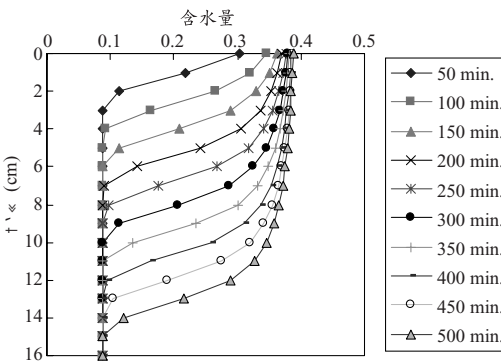 含水量
0 0.1 0.2 0.3 0.4 0.5
0
2
4
6
8
10
12
14
16
(cm)
50 min.
100 min.
150 min.
200 min.
250 min.
300 min.
350 min.
400 min.
450 min.
500 min.